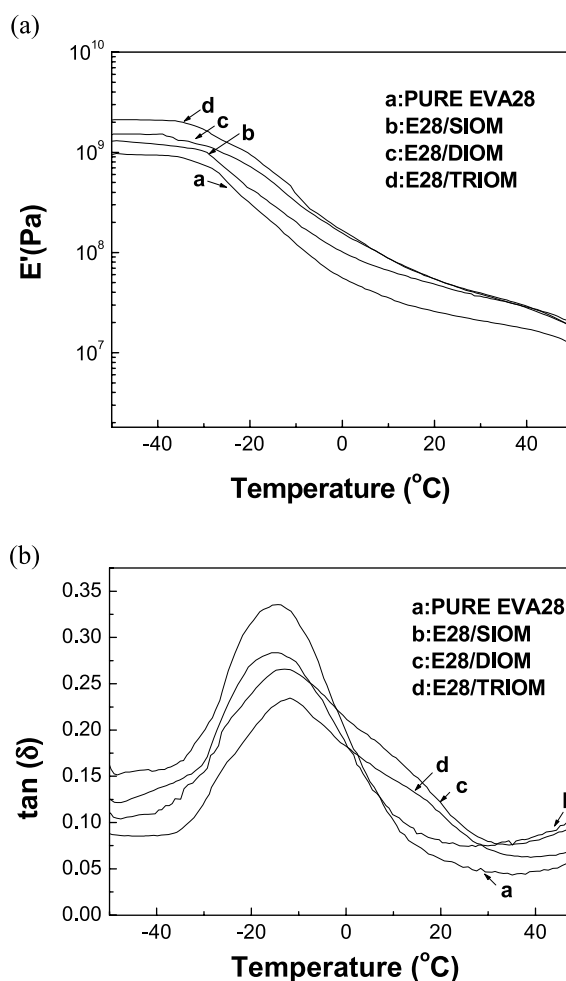 (a)
10^10
10^9
10^8
10^7
E'(Pa)
a:PURE EVA28
b:E28/SIOM
c:E28/DIOM
d:E28/TRIOM
d
c
b
a
-40 -20 0 20 40
Temperature (°C)
(b)
0.35
0.30
0.25
0.20
0.15
0.10
0.05
0.00
tan (δ)
a:PURE EVA28
b:E28/SIOM
c:E28/DIOM
d:E28/TRIOM
d
c
a
-40 -20 0 20 40
Temperature (°C)